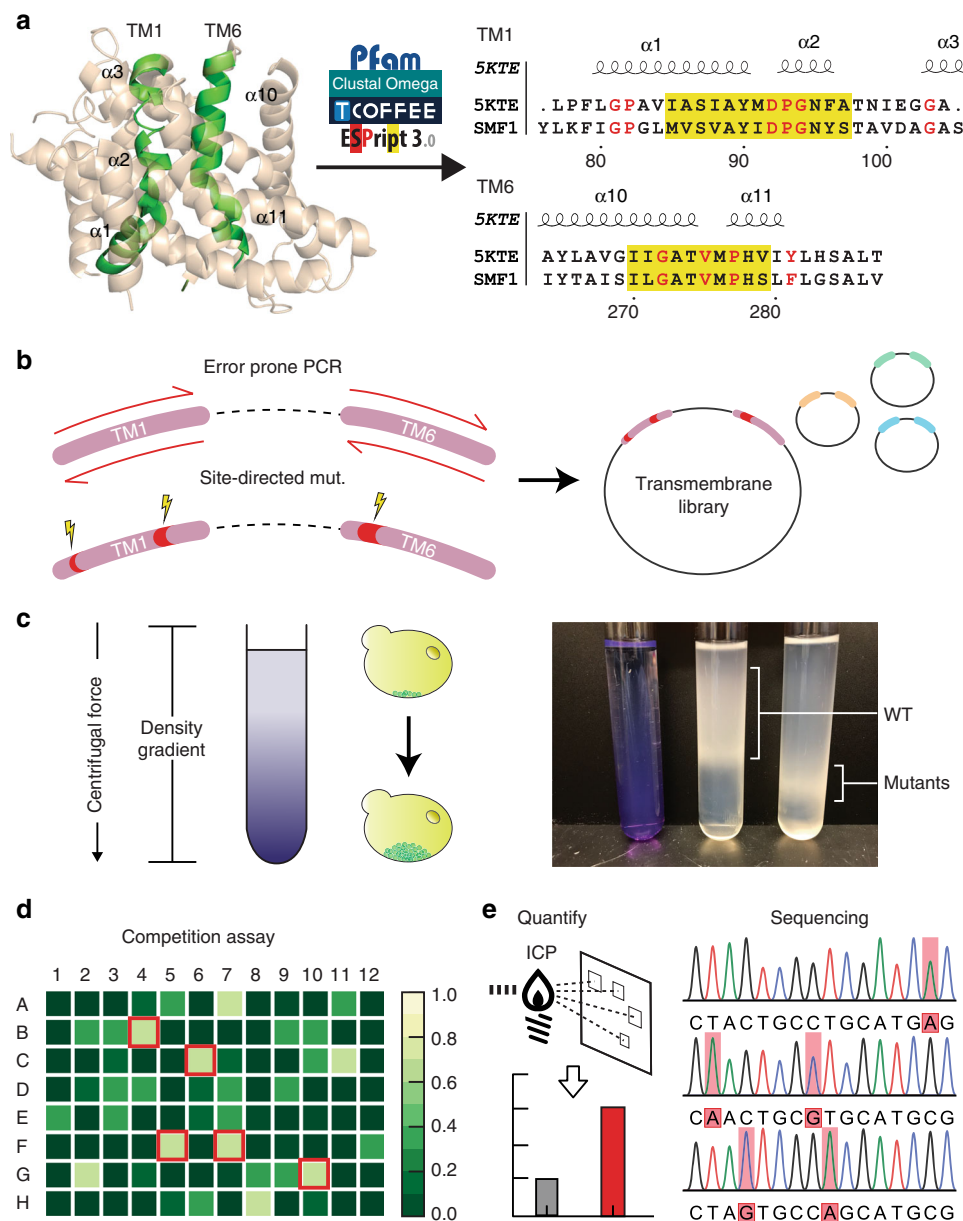 a
TM1
TM6
α3
α10
α2
α11
α1
Pfam
Clustal Omega
TCOFFEE
ESPript 3.0
TM1
α1 α2 α3
5KTE
5KTE .LPFLGPAVIASIAYMDPGNFATNIEGGA.
SMF1 YLKFIGPGLMVSVAYIDPGNYSTAVDAGAS
80 90 100
TM6
α10 α11
5KTE
5KTE AYLAVGIIGATVMPHVIYLHSALT
SMF1 IYTAISILGATVMPHSLFLGSALV
270 280
b
Error prone PCR
TM1
TM6
Site-directed mut.
TM1
TM6
Transmembrane
library
c
Centrifugal force
Density
gradient
WT
Mutants
d
Competition assay
1 2 3 4 5 6 7 8 9 10 11 12
A
B
C
D
E
F
G
H
1.0
0.8
0.6
0.4
0.2
0.0
e
Quantify
ICP
Sequencing
CTACTGCCTGCATGAG
CAACTGCGTGCATGCG
CTAGTGCCAGCATGCG